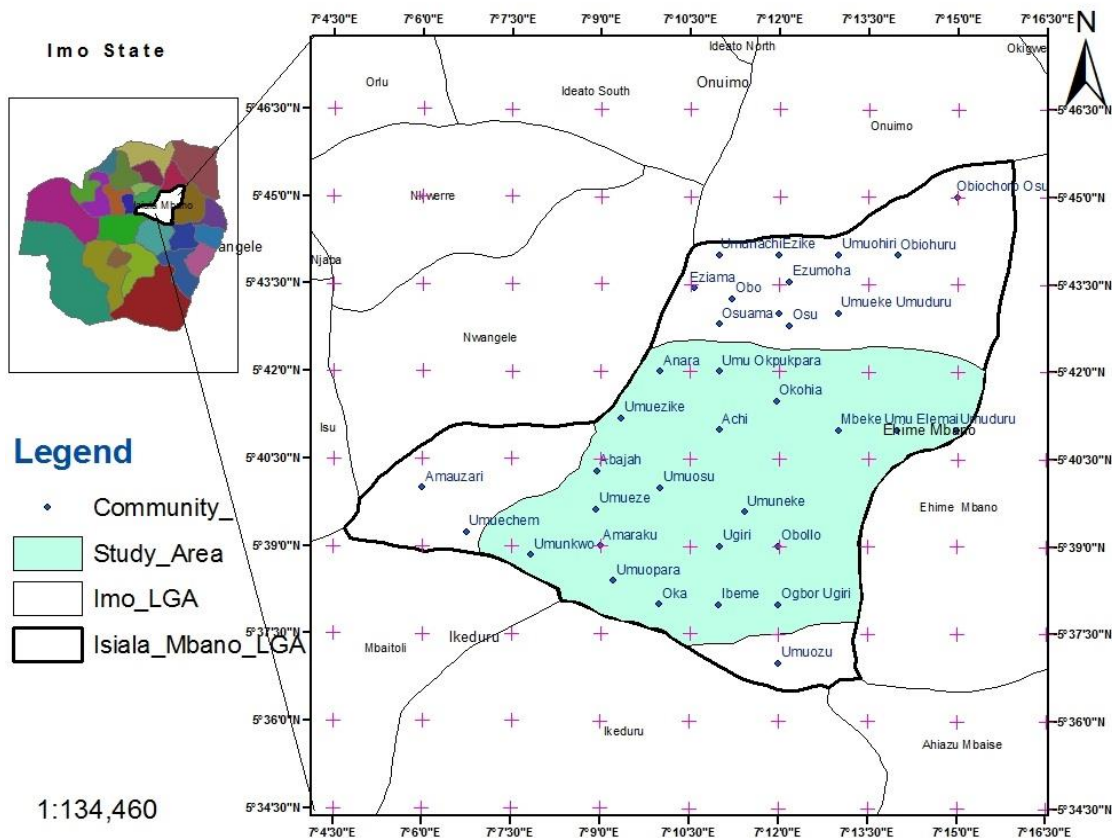 Imo State
Isiala Mbano
angele
Legend
Community_
Study_Area
Imo_LGA
Isiala_Mbano_LGA
1:134,460
7°4'30"E 7°6'0"E 7°7'30"E 7°9'0"E 7°10'30"E 7°12'0"E 7°13'30"E 7°15'0"E 7°16'30"E
N
Ideato North
Okigwe
Orlu
Onuimo
Ideato South
5°46'30"N 5°46'30"N
Onuimo
5°45'0"N 5°45'0"N
Obiochoro Osu
Njaba
Umuohiri Obiohuru
Ezike
5°43'30"N 5°43'30"N
Eziama Ezumoha
Obo
Umueke Umuduru
Osuama Osu
Nwangele
5°42'0"N 5°42'0"N
Anara Umu Okpukpara
Okohia
Umuezike
Isu
Achi
Mbeke Umu Elemai Umuduru
Ehime Mbano
5°40'30"N 5°40'30"N
Abajah
Amauzari
Umuosu
Umueze Umuneke
Ehime Mbano
Umuechem
5°39'0"N 5°39'0"N
Umunkwo Amaraku Ugiri Obollo
Umuopara
Oka Ibeme Ogbor Ugiri
5°37'30"N 5°37'30"N
Mbaitoli Ikeduru
Umuozu
5°36'0"N 5°36'0"N
Ikeduru
Ahiazu Mbaise
5°34'30"N 5°34'30"N
7°4'30"E 7°6'0"E 7°7'30"E 7°9'0"E 7°10'30"E 7°12'0"E 7°13'30"E 7°15'0"E 7°16'30"E